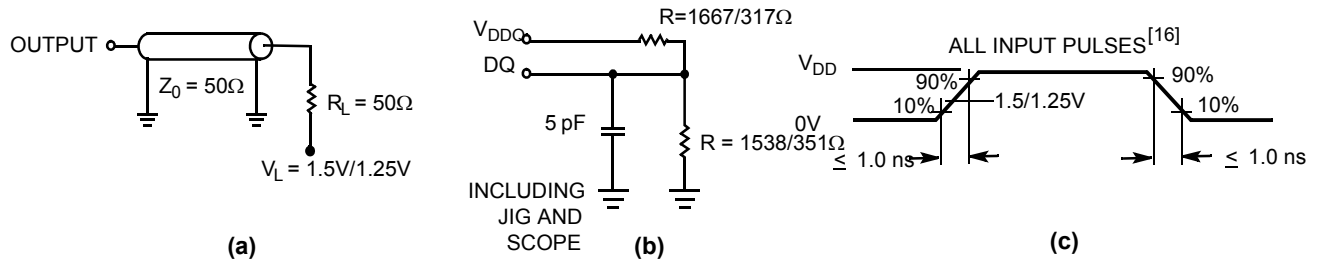 OUTPUT
Z0 = 50Ω
RL = 50Ω
VL = 1.5V/1.25V
(a)
R=1667/317Ω
VDDQ
DQ
5 pF
R = 1538/351Ω
INCLUDING
JIG AND
SCOPE
(b)
ALL INPUT PULSES[16]
VDD
90%
90%
1.5/1.25V
10%
10%
0V
≤ 1.0 ns
≤ 1.0 ns
(c)